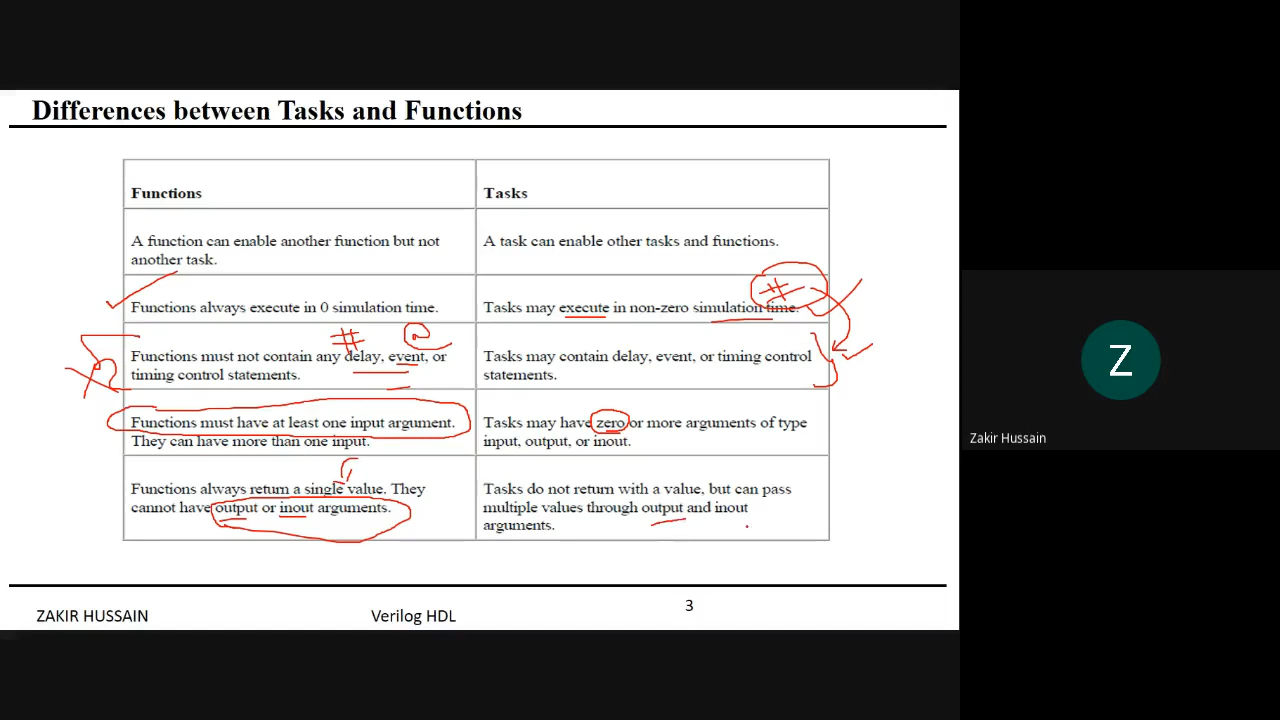 Differences between Tasks and Functions
Functions
Tasks
A function can enable another function but not
another task.
A task can enable other tasks and functions.
Functions always execute in 0 simulation time.
Tasks may execute in non-zero simulation time.
#
# @
Functions must not contain any delay, event, or
timing control statements.
Tasks may contain delay, event, or timing control
statements.
Functions must have at least one input argument.
They can have more than one input.
Tasks may have zero or more arguments of type
input, output, or inout.
Functions always return a single value. They
cannot have output or inout arguments.
Tasks do not return with a value, but can pass
multiple values through output and inout
arguments.
ZAKIR HUSSAIN
Verilog HDL
3
Z
Zakir Hussain